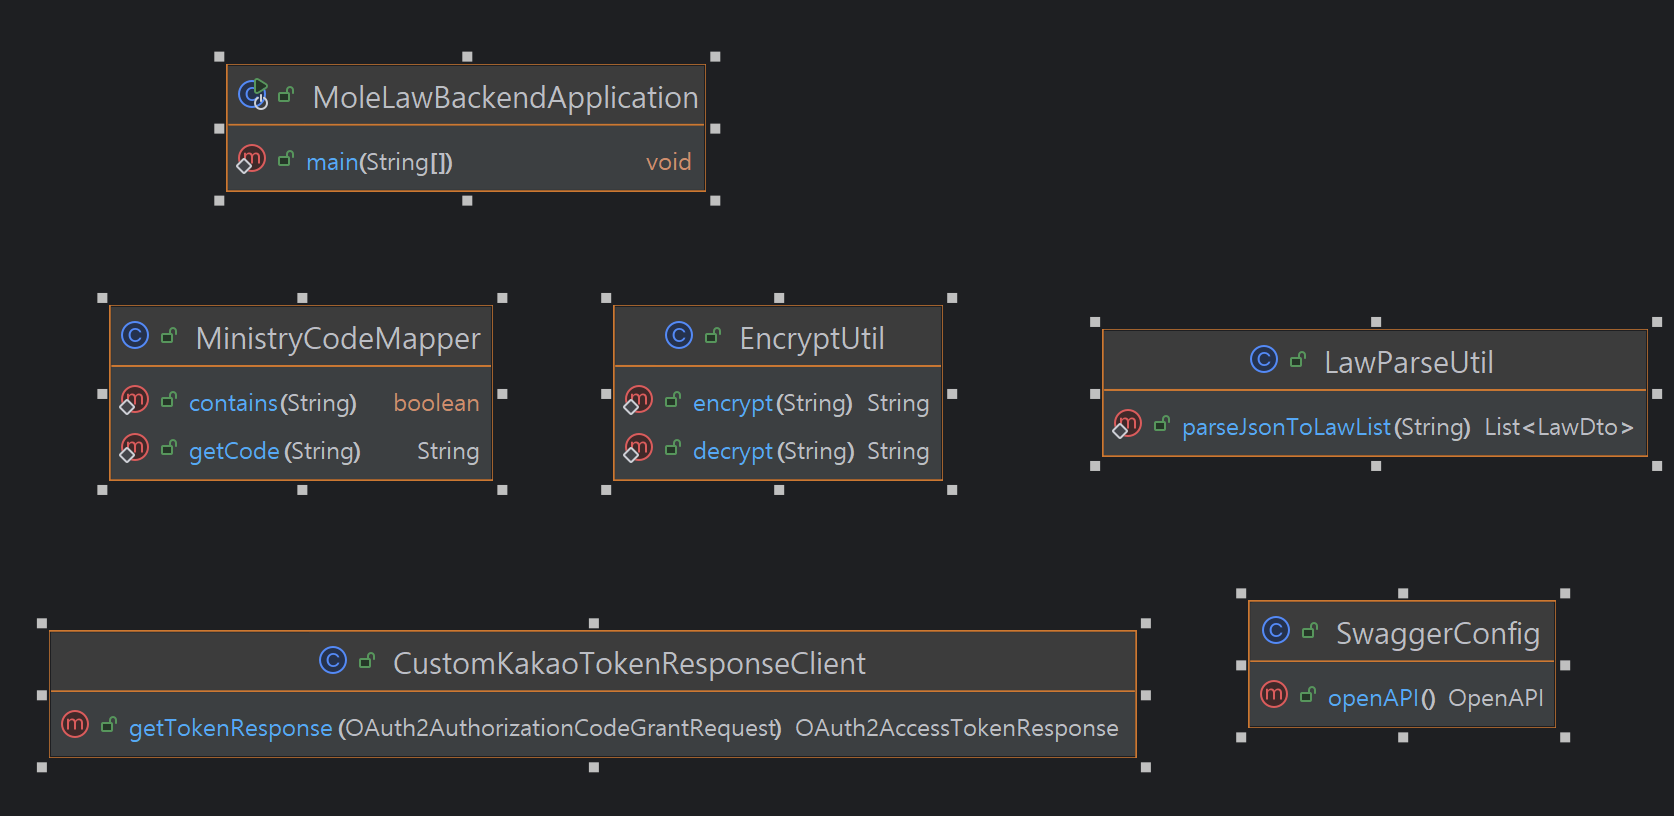 MoleLawBackendApplication
main(String[]) void
MinistryCodeMapper
contains(String) boolean
getCode(String) String
EncryptUtil
encrypt(String) String
decrypt(String) String
LawParseUtil
parseJsonToLawList(String) List<LawDto>
CustomKakaoTokenResponseClient
getTokenResponse(OAuth2AuthorizationCodeGrantRequest) OAuth2AccessTokenResponse
SwaggerConfig
openAPI() OpenAPI